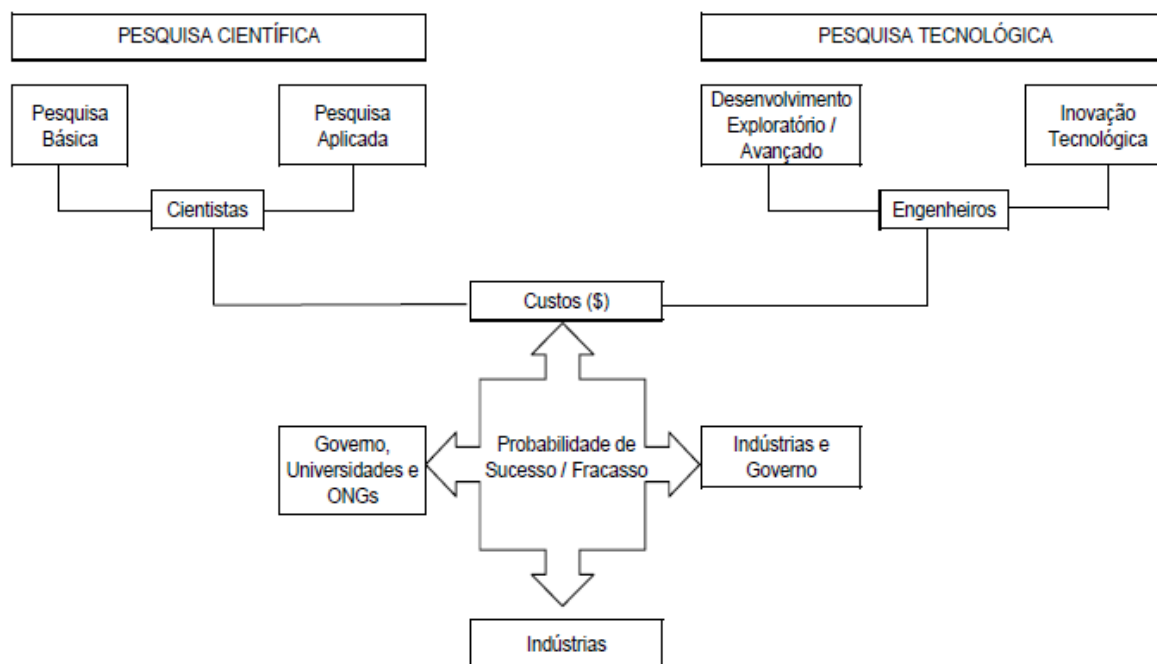 PESQUISA CIENTÍFICA
PESQUISA TECNOLÓGICA
Pesquisa
Básica
Pesquisa
Aplicada
Desenvolvimento
Exploratório /
Avançado
Inovação
Tecnológica
Cientistas
Engenheiros
Custos ($)
Governo,
Universidades e
ONGs
Probabilidade de
Sucesso / Fracasso
Indústrias e
Governo
Indústrias